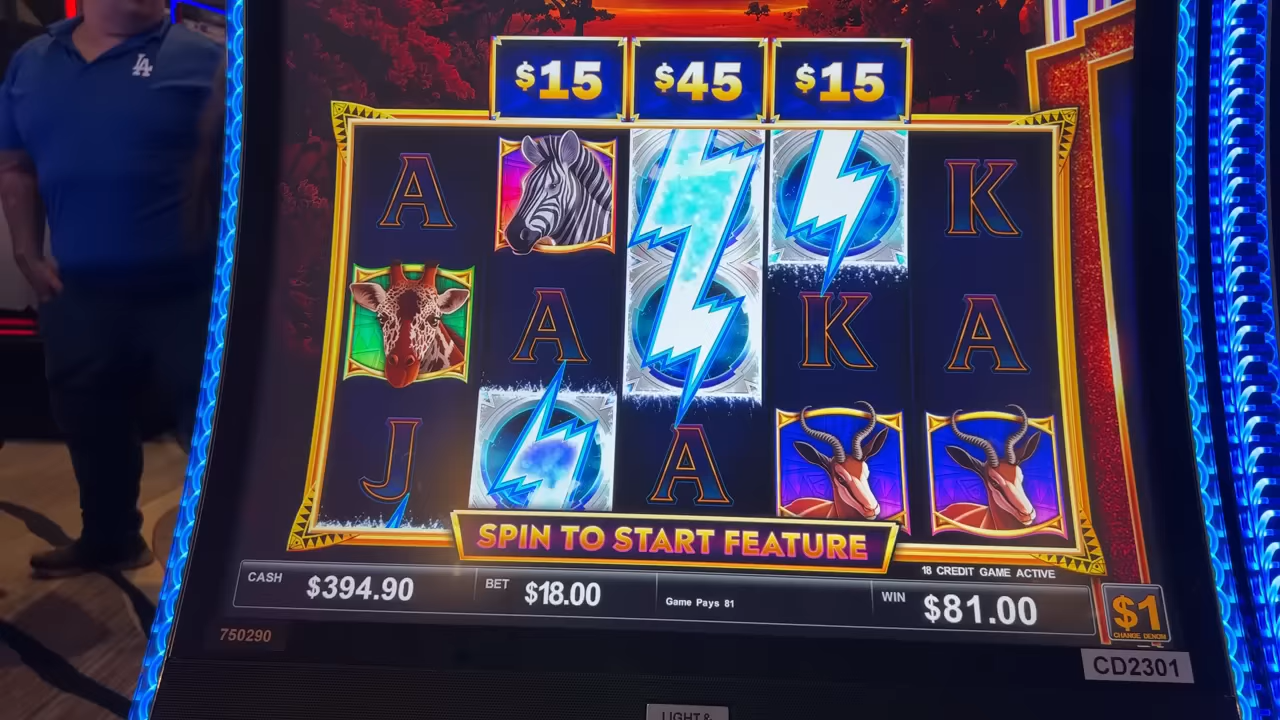 LA
$15 $45 $15
A K
A K A
J A
SPIN TO START FEATURE
18 CREDIT GAME ACTIVE
CASH $394.90 BET $18.00 Game Pays 81 WIN $81.00
$1
CHANGE DENOM
750290
CD2301
LIGHT &